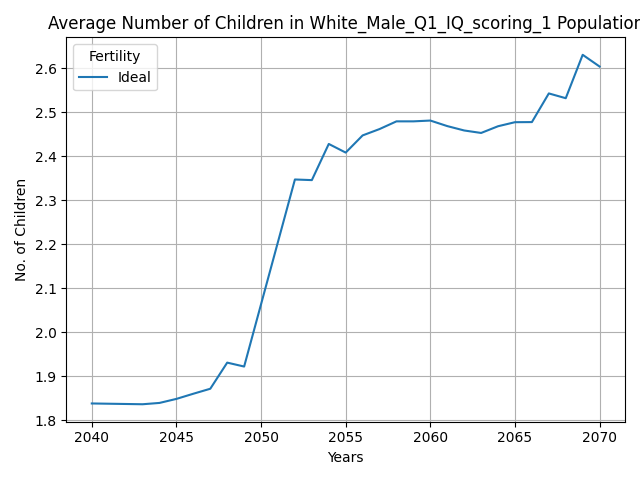 Average Number of Children in White_Male_Q1_IQ_scoring_1 Population
Fertility
Ideal
No. of Children
2.6
2.5
2.4
2.3
2.2
2.1
2.0
1.9
1.8
2040 2045 2050 2055 2060 2065 2070
Years